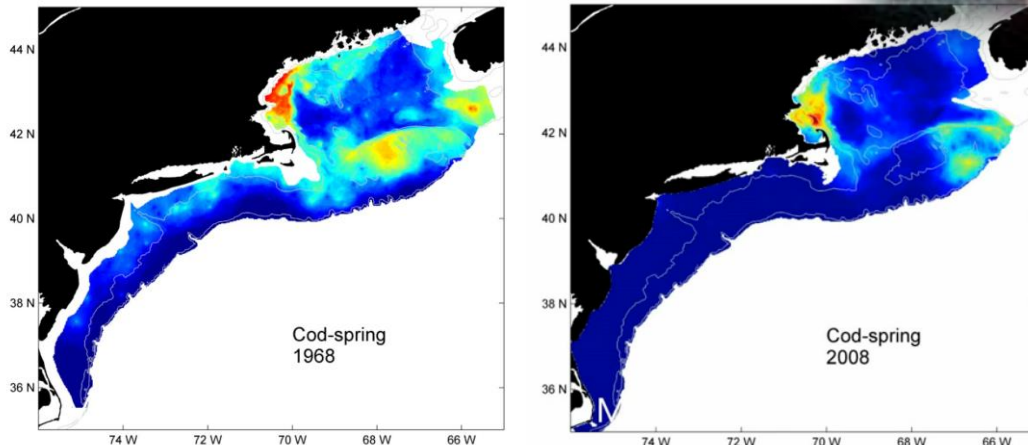 44 N
42 N
40 N
38 N
36 N
74 W
72 W
70 W
68 W
66 W
Cod-spring
1968
44 N
42 N
40 N
38 N
36 N
74 W
72 W
70 W
68 W
66 W
Cod-spring
2008
M